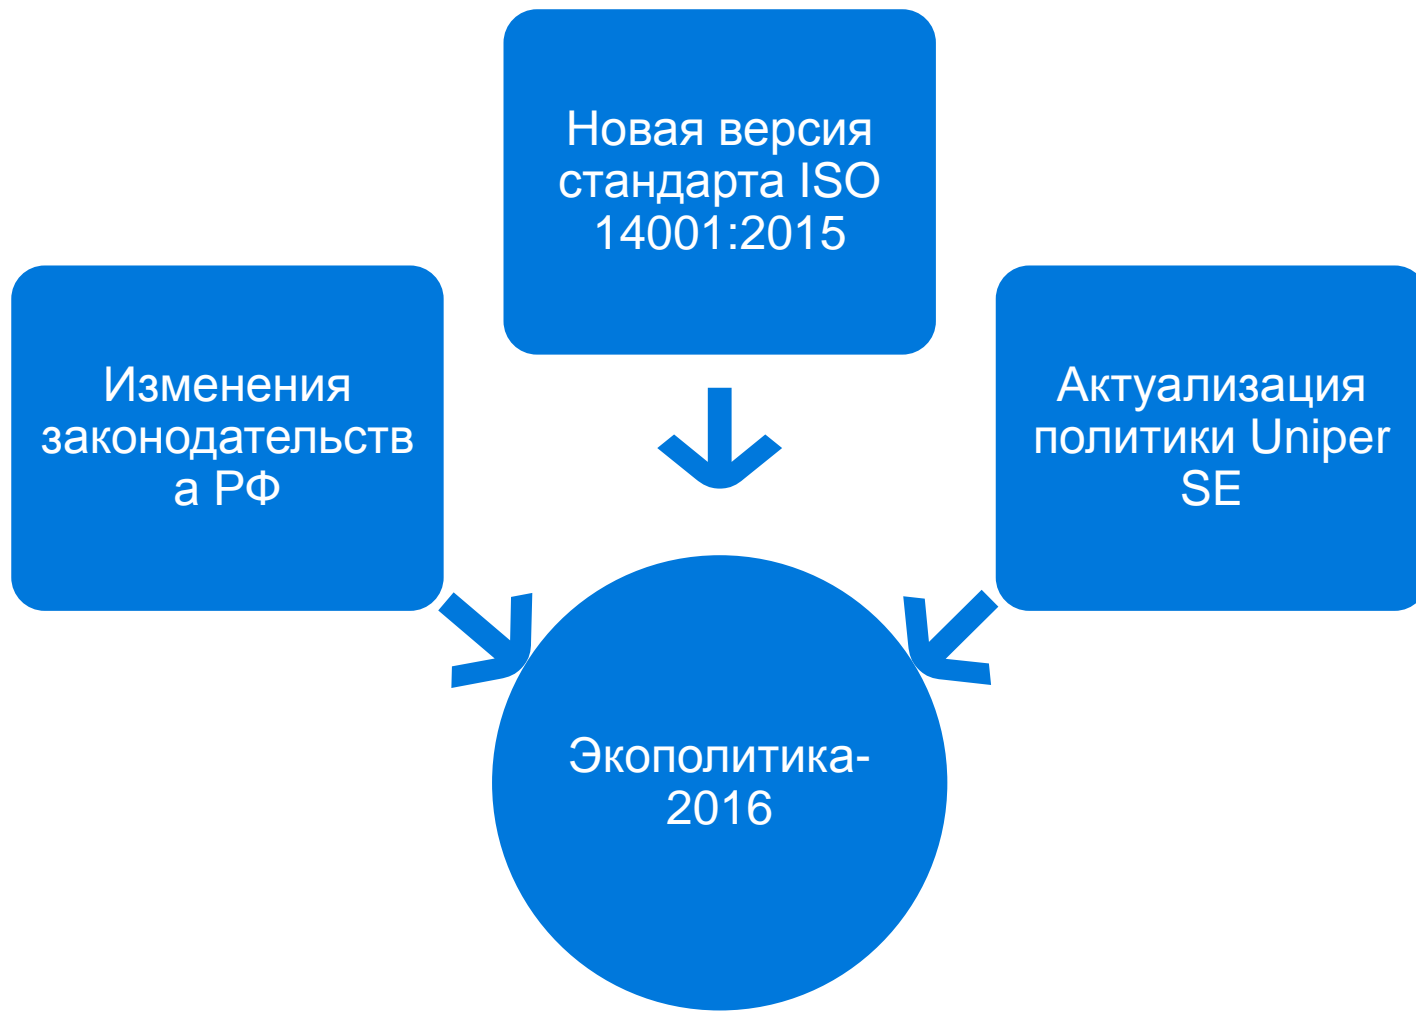 Новая версия
стандарта ISO
14001:2015
Изменения
законодательств
а РФ
Актуализация
политики Uniper
SE
Экополитика-
2016